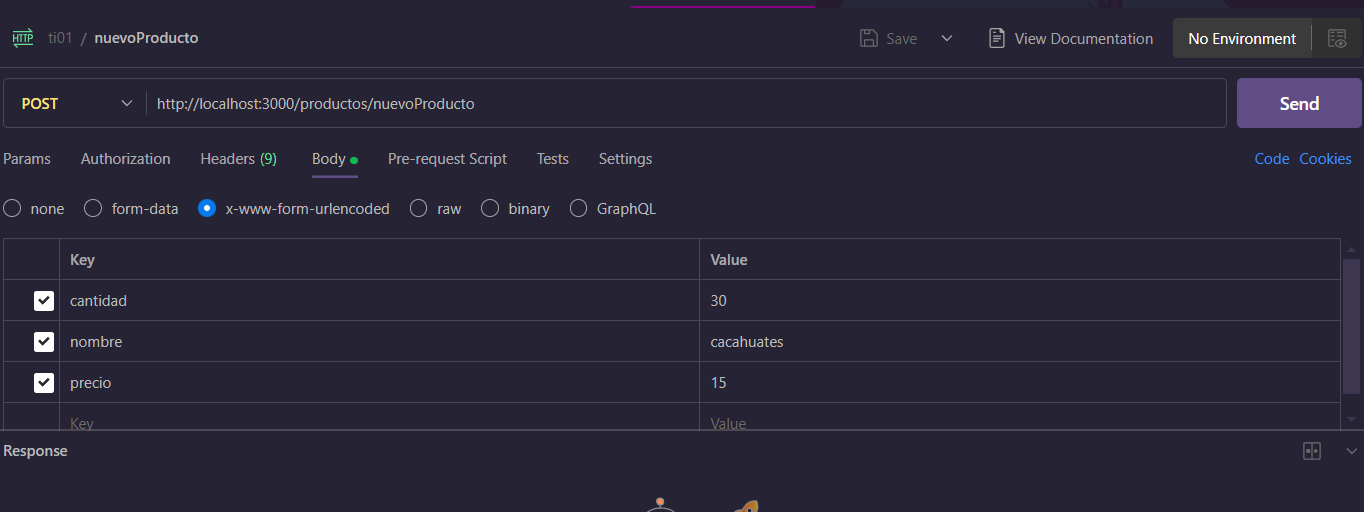 HTTP ti01 / nuevoProducto Save View Documentation No Environment
POST http://localhost:3000/productos/nuevoProducto Send
Params Authorization Headers (9) Body Pre-request Script Tests Settings Code Cookies
none form-data x-www-form-urlencoded raw binary GraphQL
Key Value
cantidad 30
nombre cacahuates
precio 15
Key Value
Response